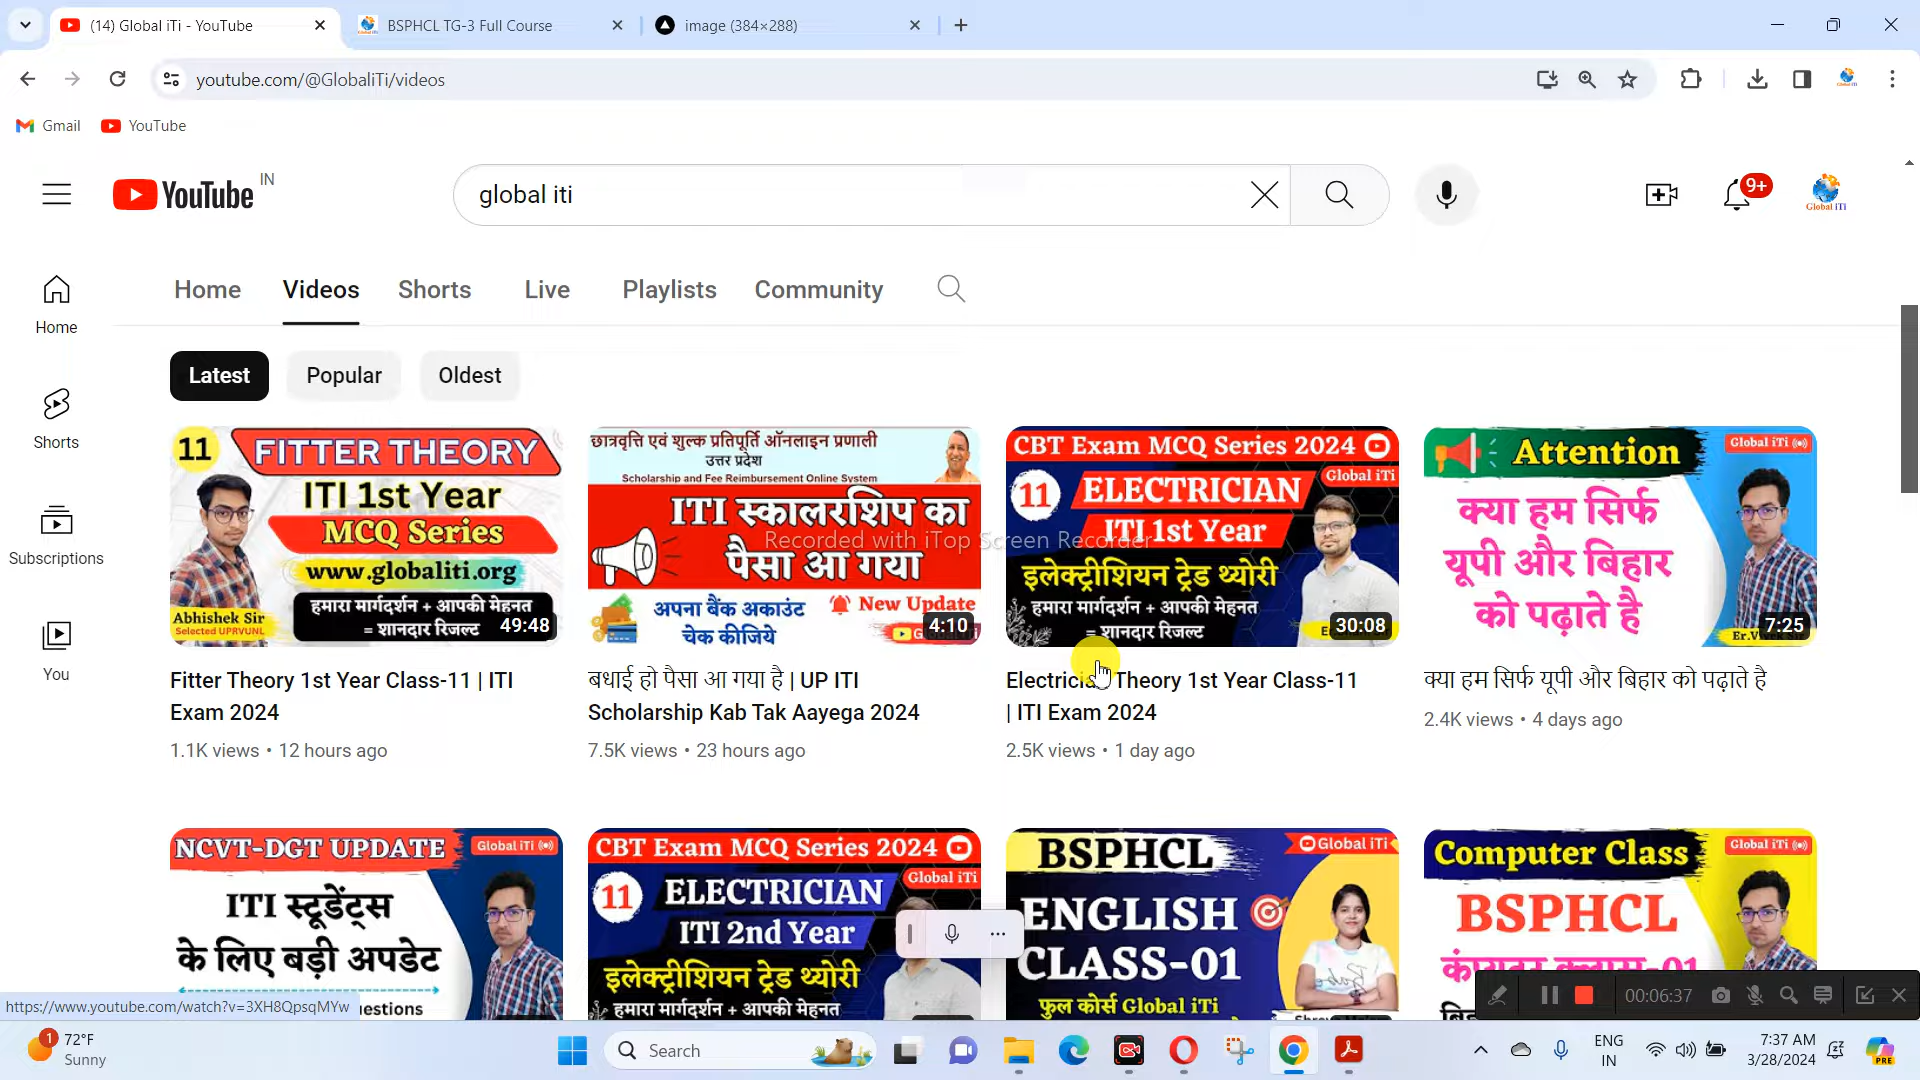 (14) Global iTi - YouTube
BSPHCL TG-3 Full Course
image (384×288)
youtube.com/@GlobaliTi/videos
Gmail
YouTube
YouTube IN
global iti
9+
Global iTi
Home
Videos
Shorts
Live
Playlists
Community
Home
Shorts
Subscriptions
You
Latest
Popular
Oldest
11
FITTER THEORY
ITI 1st Year
MCQ Series
www.globaliti.org
Abhishek Sir
Selected UPRVUNL
हमारा मार्गदर्शन + आपकी मेहनत
= शानदार रिजल्ट
49:48
Fitter Theory 1st Year Class-11 | ITI
Exam 2024
1.1K views • 12 hours ago
छात्रवृत्ति एवं शुल्क प्रतिपूर्ति ऑनलाइन प्रणाली
उत्तर प्रदेश
Scholarship and Fee Reimbursement Online System
ITI स्कालरशिप का
पैसा आ गया
अपना बैंक अकाउंट
चेक कीजिये
New Update
4:10
बधाई हो पैसा आ गया है | UP ITI
Scholarship Kab Tak Aayega 2024
7.5K views • 23 hours ago
CBT Exam MCQ Series 2024
Global iTi
11
ELECTRICIAN
ITI 1st Year
इलेक्ट्रीशियन ट्रेड थ्योरी
हमारा मार्गदर्शन + आपकी मेहनत
= शानदार रिजल्ट
30:08
Theory 1st Year Class-11
| ITI Exam 2024
2.5K views • 1 day ago
Attention
Global iTi
क्या हम सिर्फ
यूपी और बिहार
को पढ़ाते है
Er.Vivek Sir
7:25
क्या हम सिर्फ यूपी और बिहार को पढ़ाते है
2.4K views • 4 days ago
Recorded with iTop Screen Recorder
NCVT-DGT UPDATE
Global iTi
ITI स्टूडेंट्स
के लिए बड़ी अपडेट
CBT Exam MCQ Series 2024
Global iTi
11
ELECTRICIAN
ITI 2nd Year
इलेक्ट्रीशियन ट्रेड थ्योरी
हमारा मार्गदर्शन + आपकी मेहनत
BSPHCL
Global iTi
ENGLISH
CLASS-01
फुल कोर्स Global iTi
Computer Class
Global iTi
BSPHCL
https://www.youtube.com/watch?v=3XH8QpsqMYw
00:06:37
1
72°F
Sunny
Search
ENG
IN
7:37 AM
3/28/2024
PRE